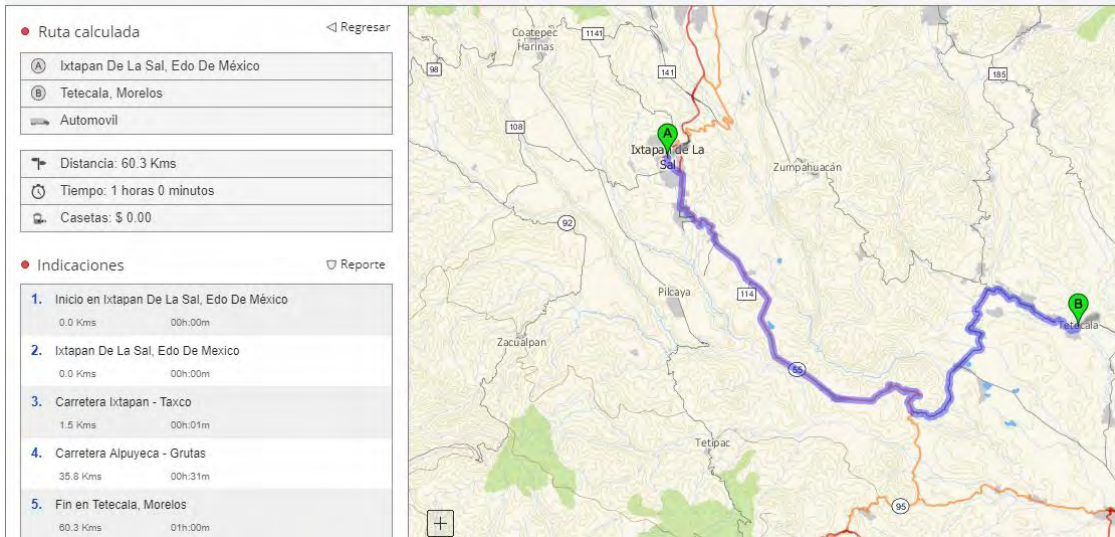 Ruta calculada
Regresar
A Ixtapan De La Sal, Edo De México
B Tetecala, Morelos
Automovil
Distancia: 60.3 Kms
Tiempo: 1 horas 0 minutos
Casetas: $ 0.00
Indicaciones
Reporte
1. Inicio en Ixtapan De La Sal, Edo De México
0.0 Kms 00h:00m
2. Ixtapan De La Sal, Edo De Mexico
0.0 Kms 00h:00m
3. Carretera Ixtapan - Taxco
1.5 Kms 00h:01m
4. Carretera Alpuyeca - Grutas
35.8 Kms 00h:31m
5. Fin en Tetecala, Morelos
60.3 Kms 01h:00m
Coatepec
Harinas
1141
98
141
185
108
A
Ixtapan de La
Sal
Zumpahuacán
92
Pilcaya
114
B
Tetecala
Zacualpan
55
Tetipac
95